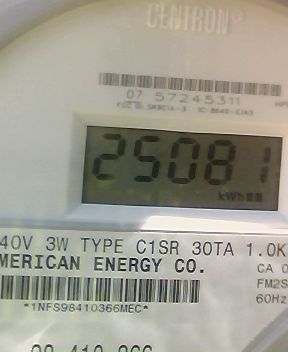 CENTRON®
07 57245311
25081
kWh
40V 3W TYPE C1SR 30TA 1.0K
MERICAN ENERGY CO.
CA 0
FM2S
60Hz
*1NFS98410366MEC*